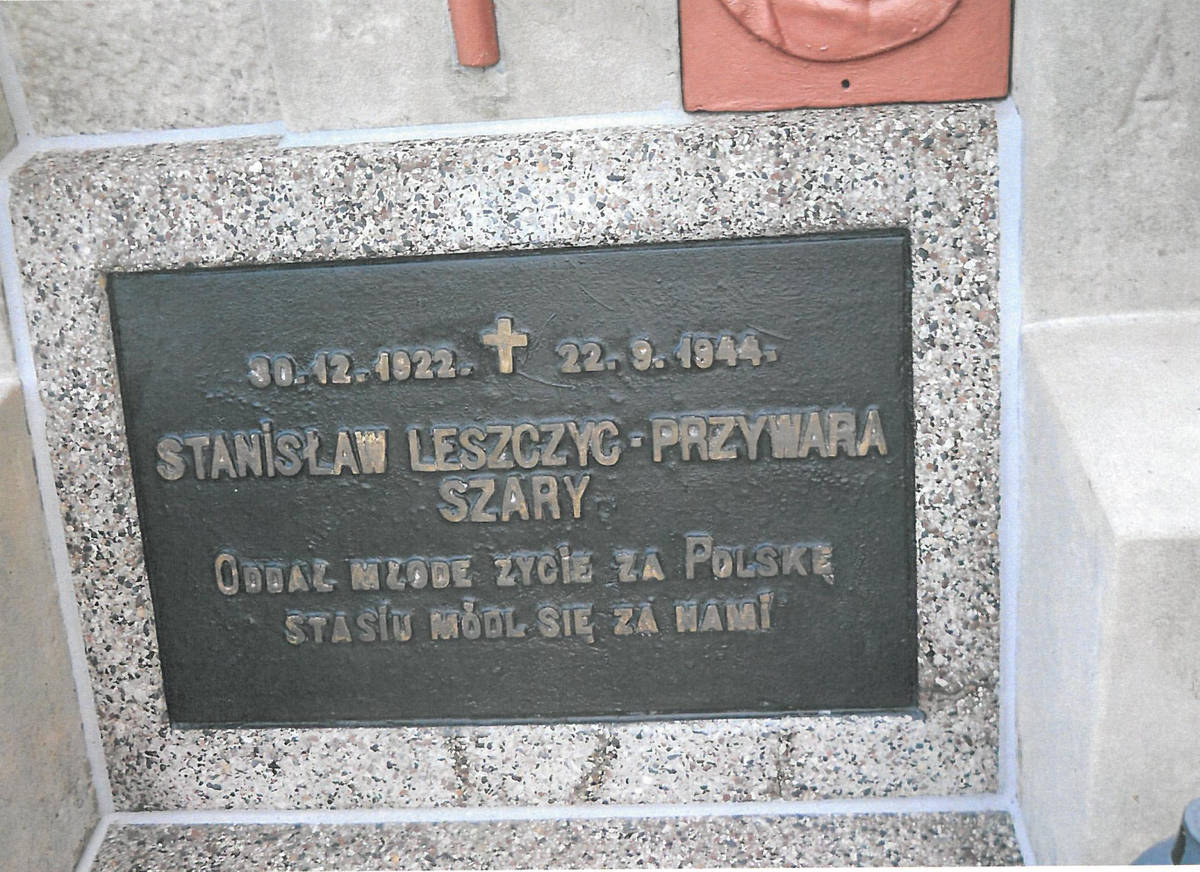 30.12.1922. 22.9.1944.
STANISŁAW LESZCZYC-PRZYWARA
SZARY
ODDAŁ MŁODE ZYCIE ZA POLSKĘ
STASIU MÓDL SIĘ ZA NAMI